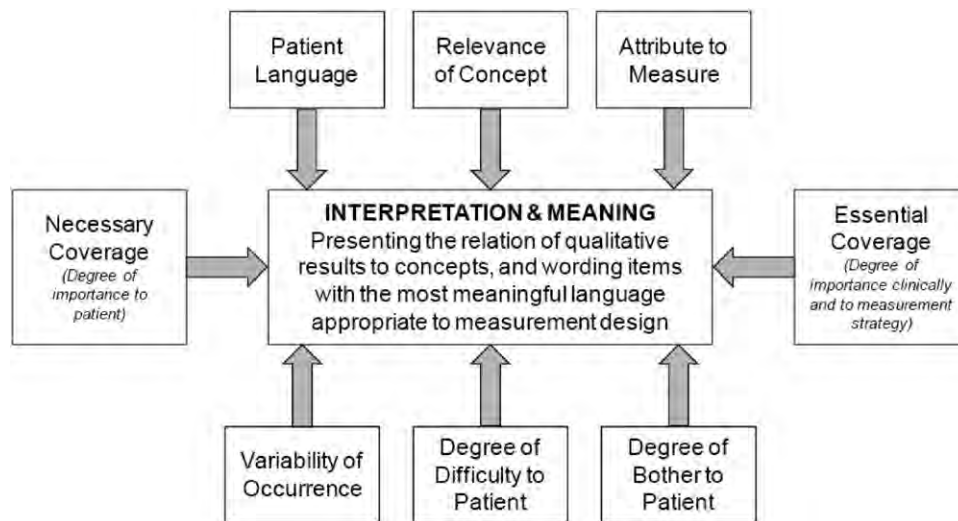 Patient
Language
Relevance
of Concept
Attribute to
Measure
Necessary
Coverage
(Degree of
importance to
patient)
INTERPRETATION & MEANING
Presenting the relation of qualitative
results to concepts, and wording items
with the most meaningful language
appropriate to measurement design
Essential
Coverage
(Degree of
importance clinically
and to measurement
strategy)
Variability of
Occurrence
Degree of
Difficulty to
Patient
Degree of
Bother to
Patient